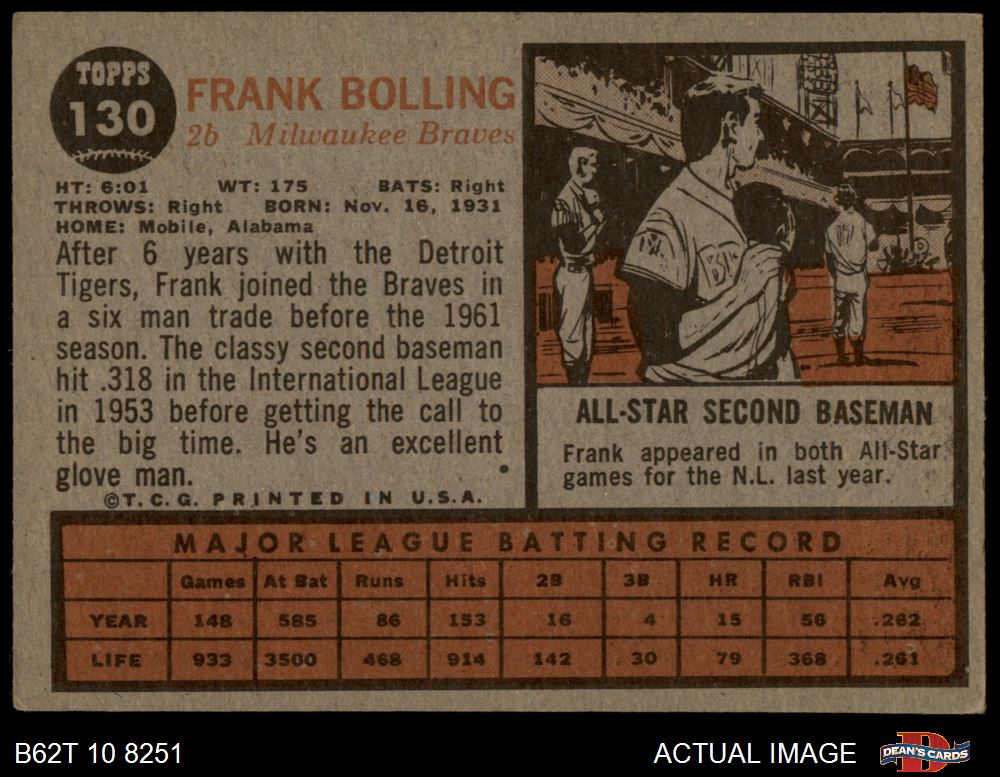 TOPPS
130
FRANK BOLLING
2b Milwaukee Braves
HT: 6:01 WT: 175 BATS: Right
THROWS: Right BORN: Nov. 16, 1931
HOME: Mobile, Alabama
After 6 years with the Detroit
Tigers, Frank joined the Braves in
a six man trade before the 1961
season. The classy second baseman
hit .318 in the International League
in 1953 before getting the call to
the big time. He's an excellent
glove man.
©T.C.G. PRINTED IN U.S.A.
ALL-STAR SECOND BASEMAN
Frank appeared in both All-Star
games for the N.L. last year.
MAJOR LEAGUE BATTING RECORD
Games At Bat Runs Hits 2B 3B HR RBI Avg
YEAR 148 585 86 153 16 4 15 56 .262
LIFE 933 3500 468 914 142 30 79 368 .261
B62T 10 8251
ACTUAL IMAGE
DEAN'S CARDS